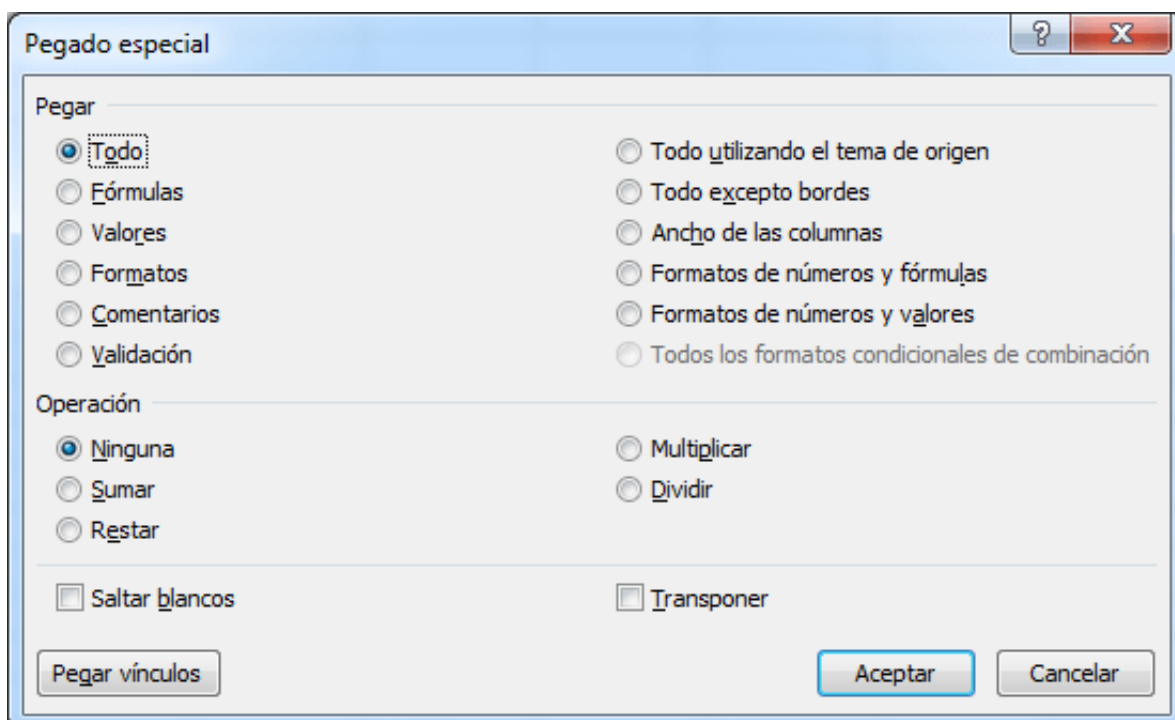 Pegado especial
Pegar
Todo
Todo utilizando el tema de origen
Fórmulas
Todo excepto bordes
Valores
Ancho de las columnas
Formatos
Formatos de números y fórmulas
Comentarios
Formatos de números y valores
Validación
Todos los formatos condicionales de combinación
Operación
Ninguna
Multiplicar
Sumar
Dividir
Restar
Saltar blancos
Transponer
Pegar vínculos
Aceptar
Cancelar